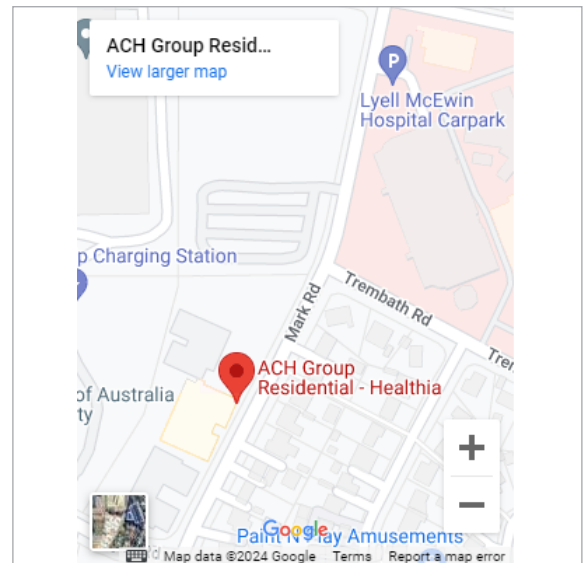 ACH Group Resid...
View larger map
P
Lyell McEwin
Hospital Carpark
p Charging Station
Trembath Rd
Mark Rd
Tre
ACH Group
Residential - Healthia
of Australia
ty
+
−
Google
Paint N Play Amusements
Map data ©2024 Google Terms Report a map error